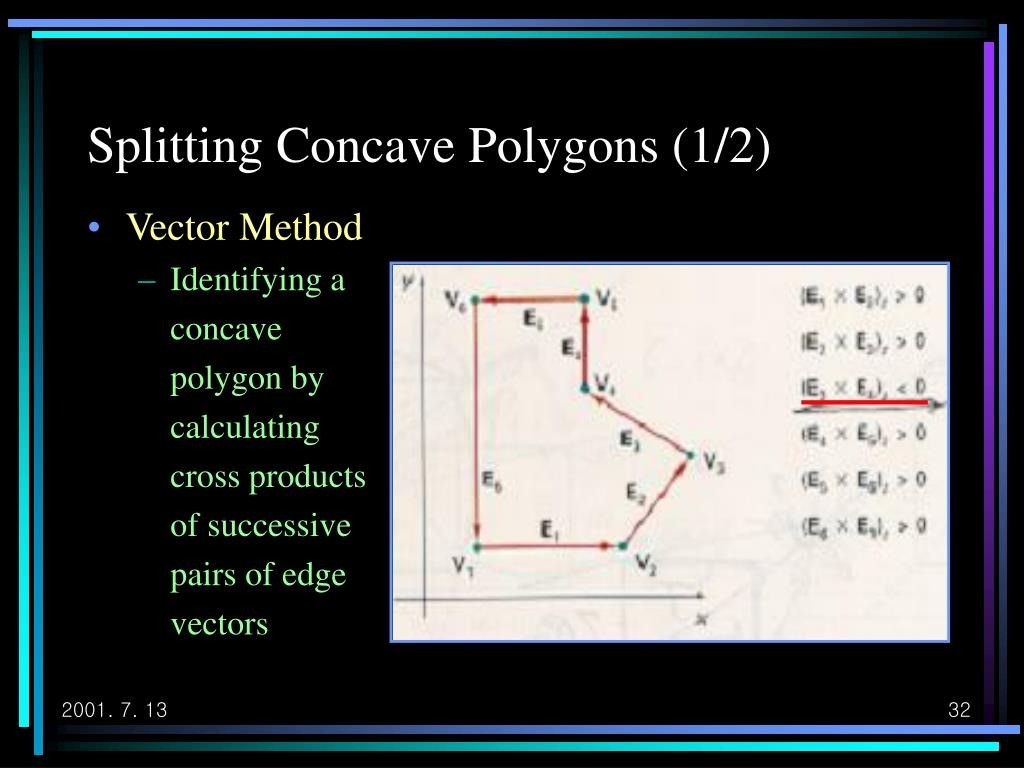 Splitting Concave Polygons (1/2)
• Vector Method
– Identifying a
concave
polygon by
calculating
cross products
of successive
pairs of edge
vectors
y
V₆
V₅
E₅
E₄
V₄
E₃
V₃
E₆
E₂
E₁
V₁
V₂
x
(E₁ × E₂)z > 0
(E₂ × E₃)z > 0
(E₃ × E₄)z < 0
(E₄ × E₅)z > 0
(E₅ × E₆)z > 0
(E₆ × E₁)z > 0
2001. 7. 13
32